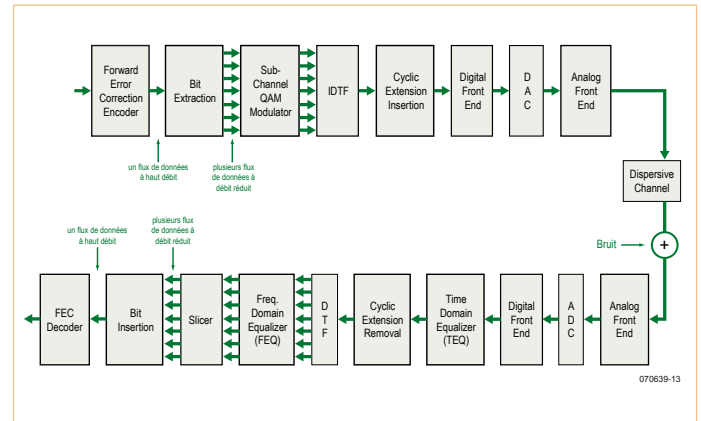 Forward
Error
Correction
Encoder
Bit
Extraction
Sub-
Channel
QAM
Modulator
IDTF
Cyclic
Extension
Insertion
Digital
Front
End
D
A
C
Analog
Front
End
un flux de données
à haut débit
plusieurs flux
de données à
débit réduit
Dispersive
Channel
Bruit
+
un flux de données
à haut débit
plusieurs flux
de données à
débit réduit
FEC
Decoder
Bit
Insertion
Slicer
Freq.
Domain
Equalizer
(FEQ)
D
T
F
Cyclic
Extension
Removal
Time
Domain
Equalizer
(TEQ)
Digital
Front
End
A
D
C
Analog
Front
End
070639-13